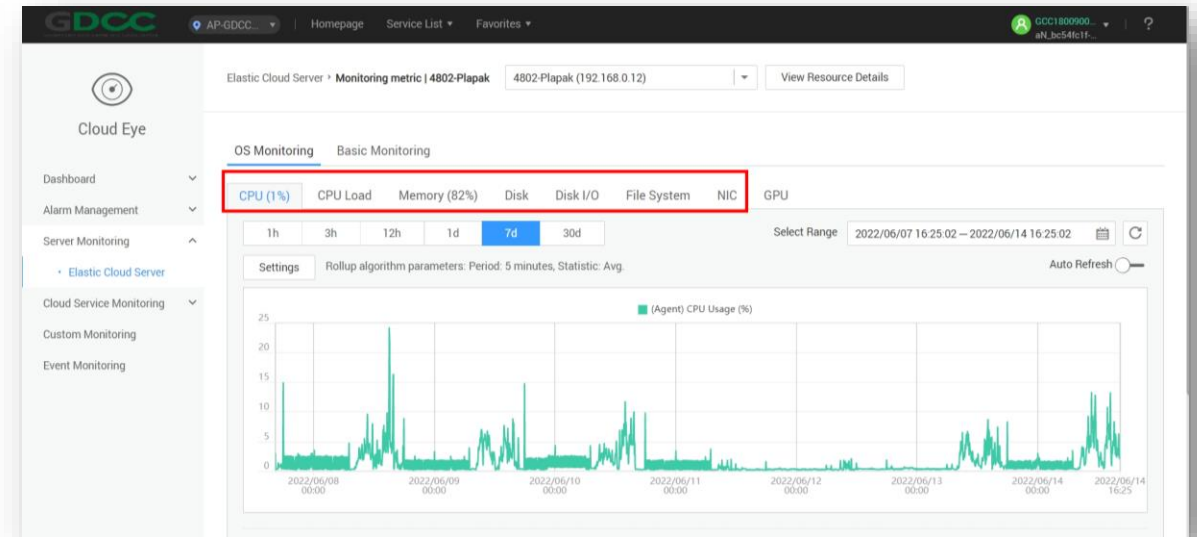 GDCC
AP-GDCC... Homepage Service List Favorites
GCC1800900...
aN_bc54fc1f-...
?
Cloud Eye
Dashboard
Alarm Management
Server Monitoring
Elastic Cloud Server
Cloud Service Monitoring
Custom Monitoring
Event Monitoring
Elastic Cloud Server > Monitoring metric | 4802-Plapak 4802-Plapak (192.168.0.12) View Resource Details
OS Monitoring Basic Monitoring
CPU (1%) CPU Load Memory (82%) Disk Disk I/O File System NIC GPU
1h 3h 12h 1d 7d 30d Select Range 2022/06/07 16:25:02 — 2022/06/14 16:25:02
Settings Rollup algorithm parameters: Period: 5 minutes, Statistic: Avg. Auto Refresh
(Agent) CPU Usage (%)
25
20
15
10
5
0
2022/06/08 2022/06/09 2022/06/10 2022/06/11 2022/06/12 2022/06/13 2022/06/14 2022/06/14
00:00 00:00 00:00 00:00 00:00 00:00 00:00 16:25